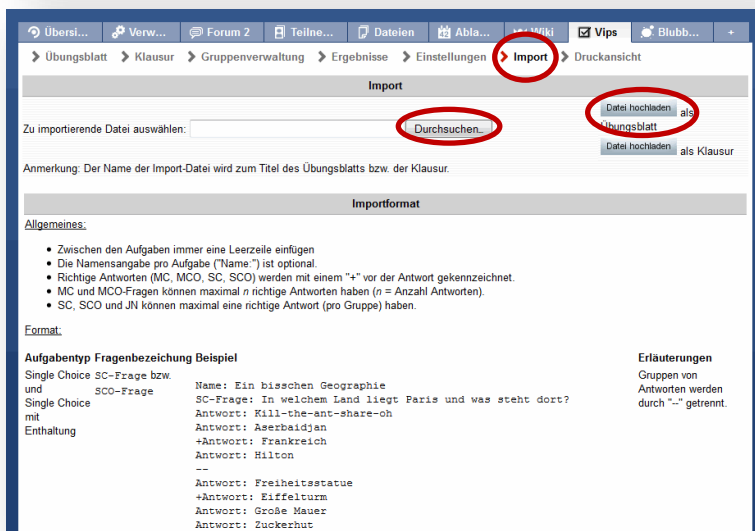 Übersi... Verw... Forum 2 Teilne... Dateien Abla... Wiki Vips Blubb... +
Übungsblatt Klausur Gruppenverwaltung Ergebnisse Einstellungen Import Druckansicht
Import
Datei hochladen als
Zu importierende Datei auswählen: Durchsuchen... Übungsblatt
Datei hochladen als Klausur
Anmerkung: Der Name der Import-Datei wird zum Titel des Übungsblatts bzw. der Klausur.
Importformat
Allgemeines:
• Zwischen den Aufgaben immer eine Leerzeile einfügen
• Die Namensangabe pro Aufgabe ("Name:") ist optional.
• Richtige Antworten (MC, MCO, SC, SCO) werden mit einem "+" vor der Antwort gekennzeichnet.
• MC und MCO-Fragen können maximal n richtige Antworten haben (n = Anzahl Antworten).
• SC, SCO und JN können maximal eine richtige Antwort (pro Gruppe) haben.
Format:
Aufgabentyp Fragenbezeichung Beispiel Erläuterungen
Single Choice SC-Frage bzw. Gruppen von
und SCO-Frage Name: Ein bisschen Geographie Antworten werden
Single Choice SC-Frage: In welchem Land liegt Paris und was steht dort? durch "--" getrennt.
mit Antwort: Kill-the-ant-share-oh
Enthaltung Antwort: Aserbaidjan
+Antwort: Frankreich
Antwort: Hilton
--
Antwort: Freiheitsstatue
+Antwort: Eiffelturm
Antwort: Große Mauer
Antwort: Zuckerhut